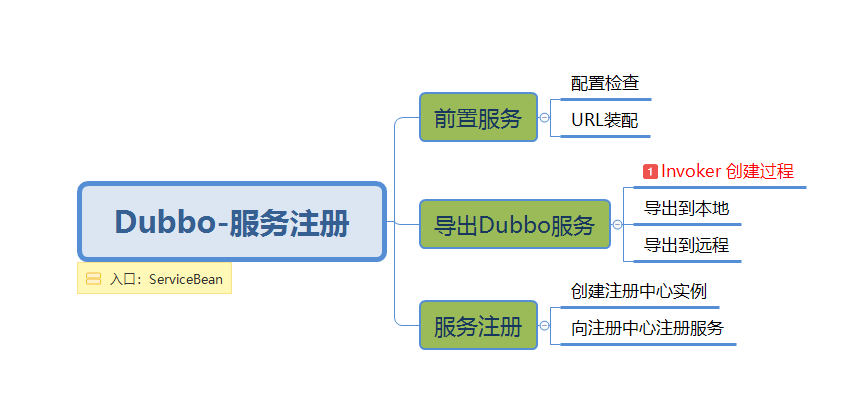 Dubbo-服务注册
入口：ServiceBean
前置服务
配置检查
URL装配
导出Dubbo服务
1 Invoker 创建过程
导出到本地
导出到远程
服务注册
创建注册中心实例
向注册中心注册服务